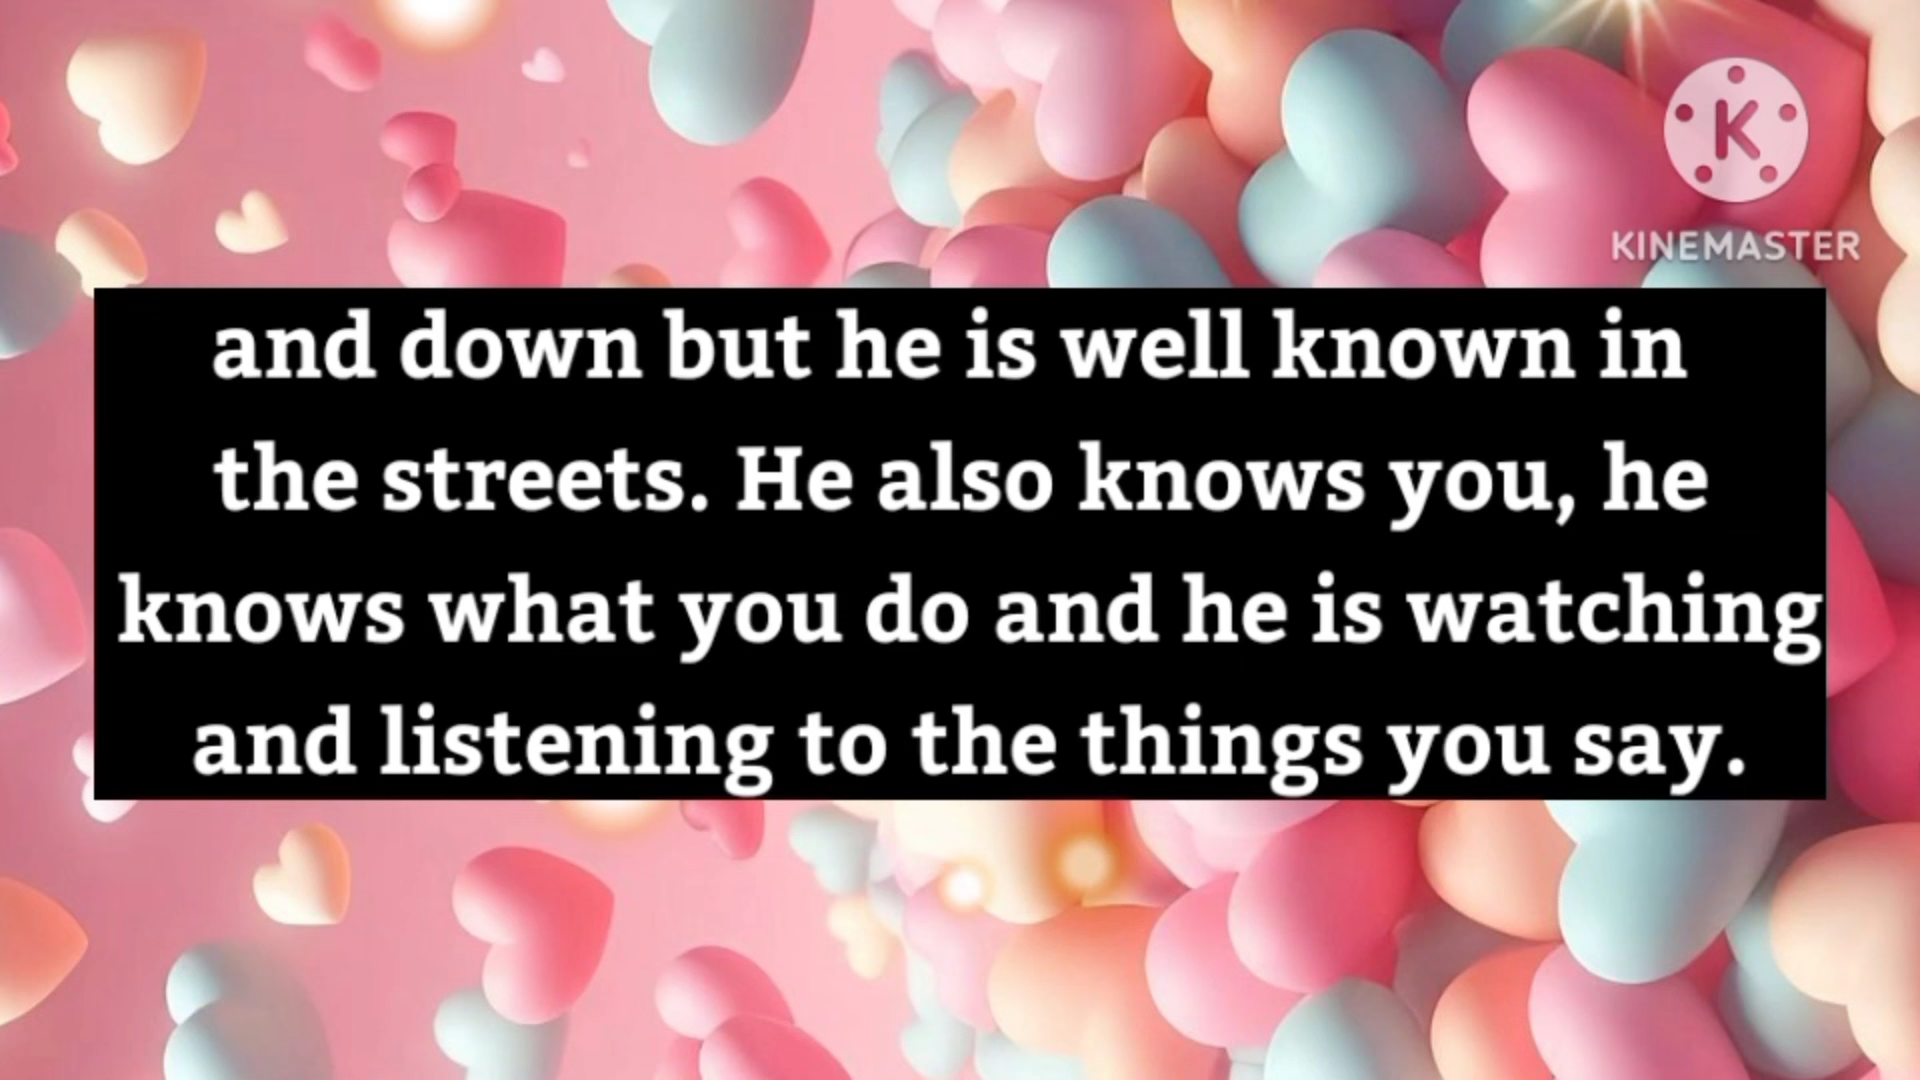 K
KINEMASTER
and down but he is well known in
the streets. He also knows you, he
knows what you do and he is watching
and listening to the things you say.